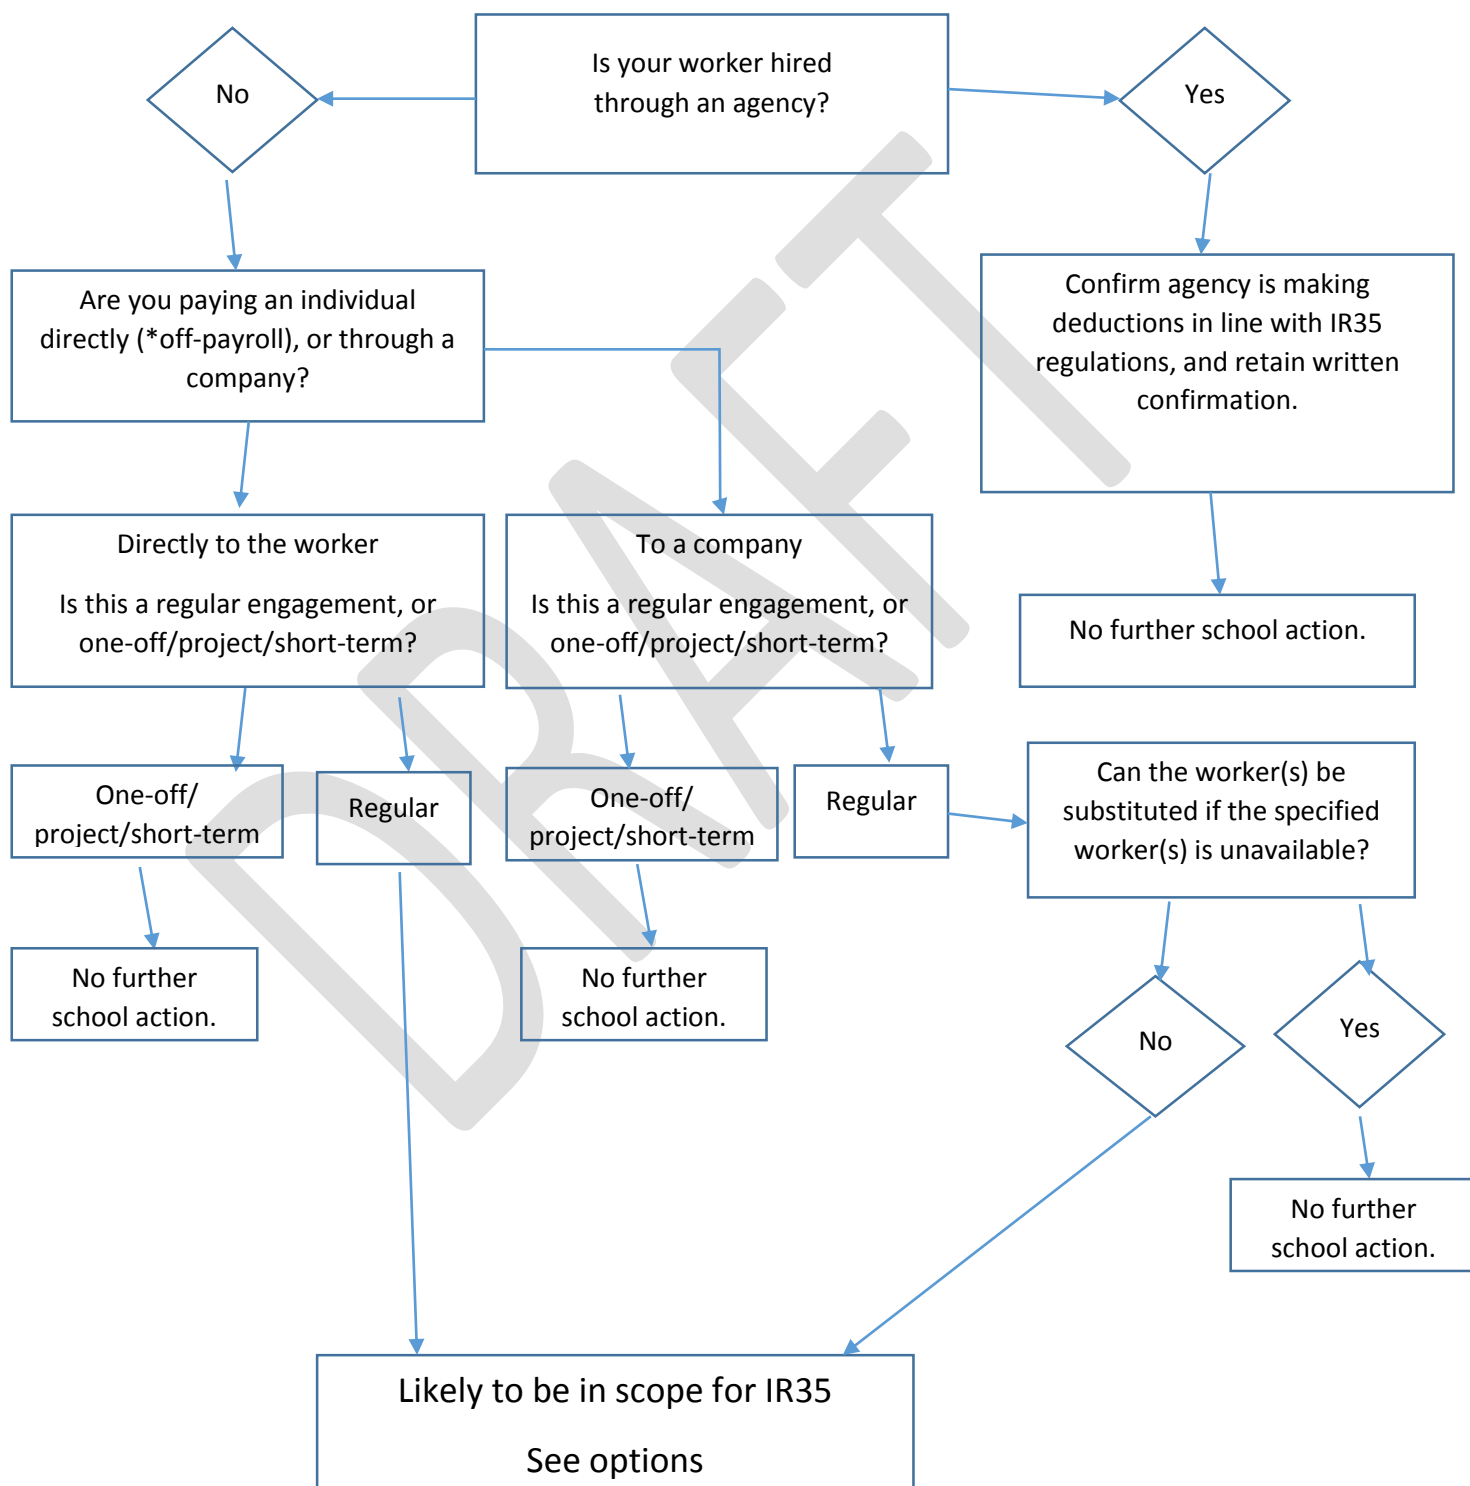 Is your worker hired
through an agency?
No
Yes
Are you paying an individual
directly (*off-payroll), or through a
company?
Confirm agency is making
deductions in line with IR35
regulations, and retain written
confirmation.
Directly to the worker
Is this a regular engagement, or
one-off/project/short-term?
To a company
Is this a regular engagement, or
one-off/project/short-term?
No further school action.
One-off/
project/short-term
Regular
One-off/
project/short-term
Regular
Can the worker(s) be
substituted if the specified
worker(s) is unavailable?
No further
school action.
No further
school action.
No
Yes
No further
school action.
Likely to be in scope for IR35
See options
DRAFT